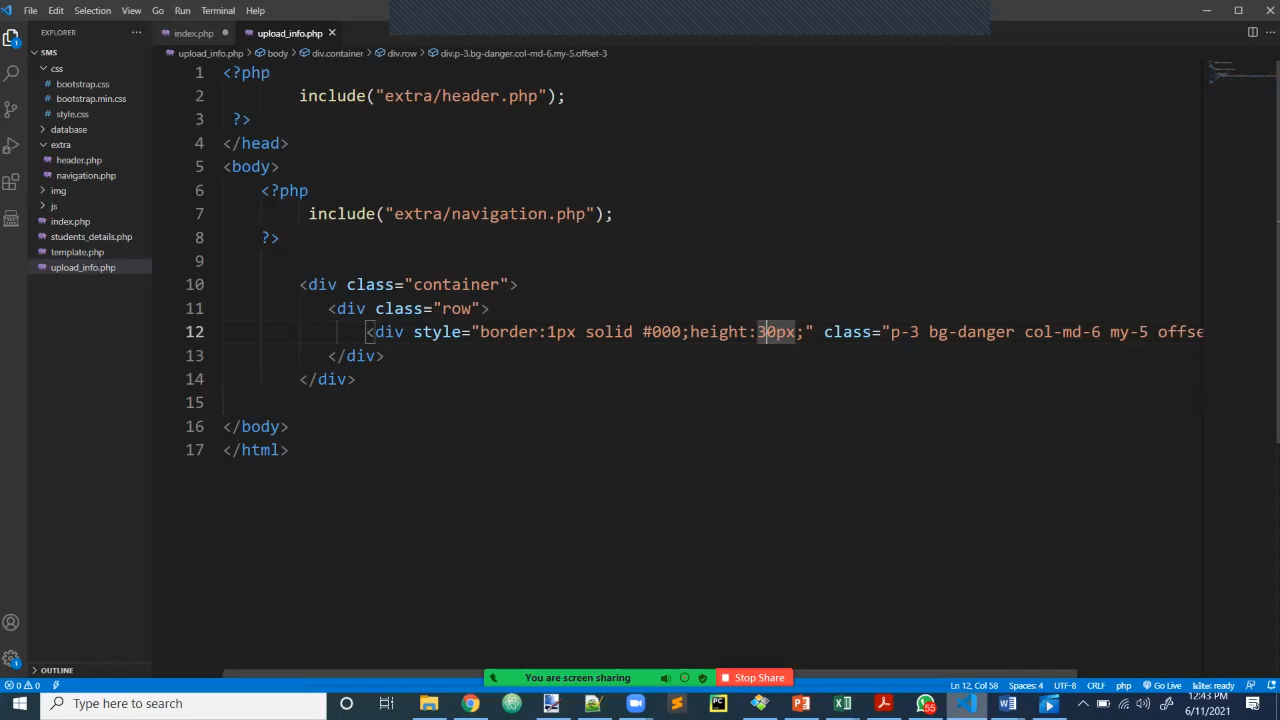 File Edit Selection View Go Run Terminal Help
EXPLORER ··· index.php upload_info.php
SMS upload_info.php > body > div.container > div.row > div.p-3.bg-danger.col-md-6.my-5.offset-3
css
bootstrap.css
bootstrap.min.css
style.css
database
extra
header.php
navigation.php
img
js
index.php
students_details.php
template.php
upload_info.php
1 <?php
2 include("extra/header.php");
3 ?>
4 </head>
5 <body>
6 <?php
7 include("extra/navigation.php");
8 ?>
9
10 <div class="container">
11 <div class="row">
12 <div style="border:1px solid #000;height:30px;" class="p-3 bg-danger col-md-6 my-5 offse
13 </div>
14 </div>
15
16 </body>
17 </html>
OUTLINE
You are screen sharing Stop Share
0 0 Ln 12, Col 58 Spaces: 4 UTF-8 CRLF php Go Live
Type here to search 55 12:43 PM
6/11/2021